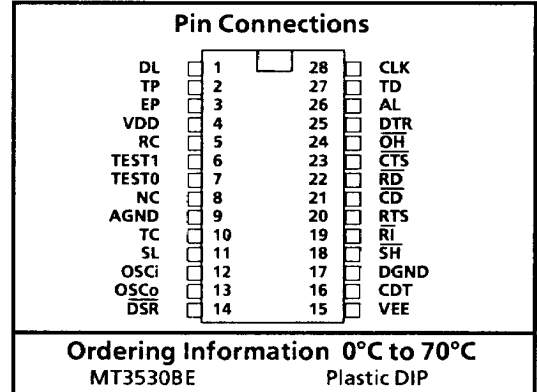 Pin Connections
DL 1 28 CLK
TP 2 27 TD
EP 3 26 AL
VDD 4 25 DTR
RC 5 24 OH
TEST1 6 23 CTS
TEST0 7 22 RD
NC 8 21 CD
AGND 9 20 RTS
TC 10 19 RI
SL 11 18 SH
OSCi 12 17 DGND
OSCo 13 16 CDT
DSR 14 15 VEE
Ordering Information 0°C to 70°C
MT3530BE Plastic DIP